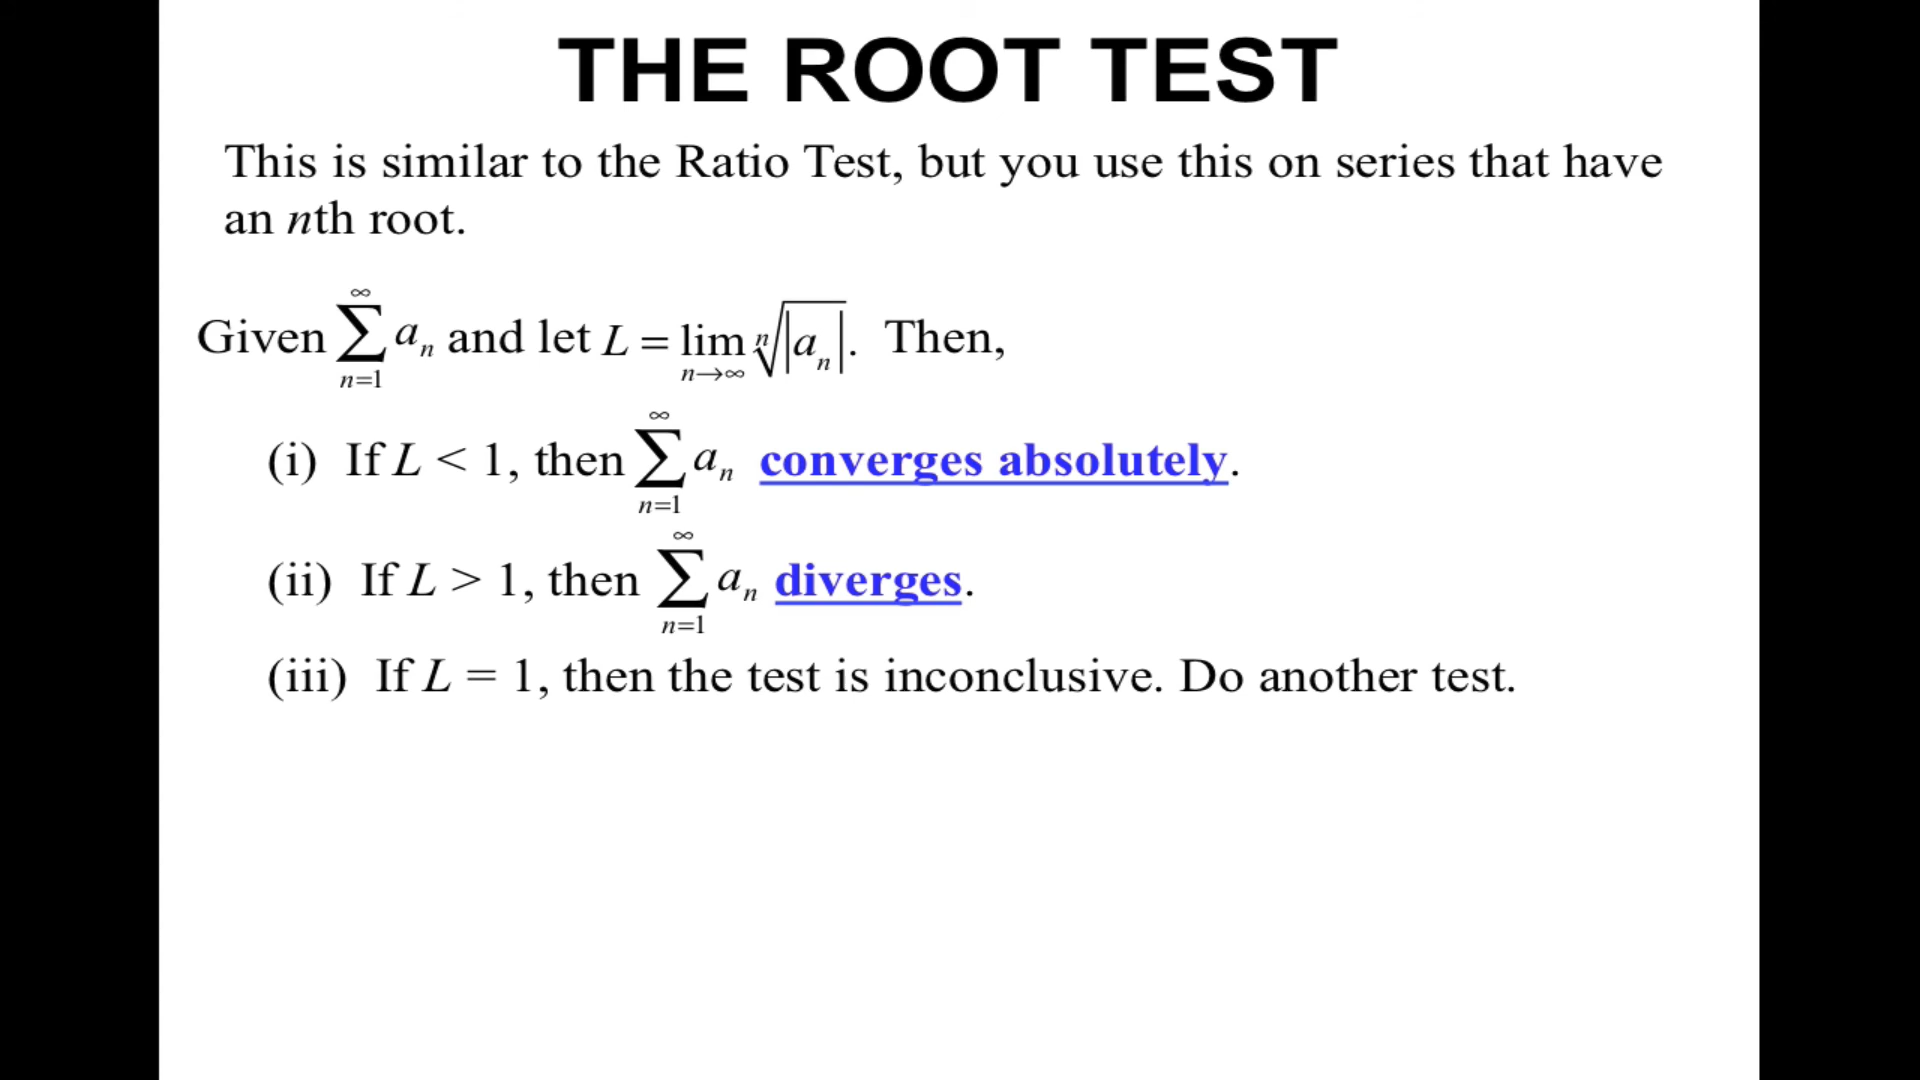 THE ROOT TEST
This is similar to the Ratio Test, but you use this on series that have
an nth root.
Given ∑_{n=1}^{∞} a_n and let L = lim_{n→∞} ⁿ√|a_n|. Then,
(i) If L < 1, then ∑_{n=1}^{∞} a_n converges absolutely.
(ii) If L > 1, then ∑_{n=1}^{∞} a_n diverges.
(iii) If L = 1, then the test is inconclusive. Do another test.